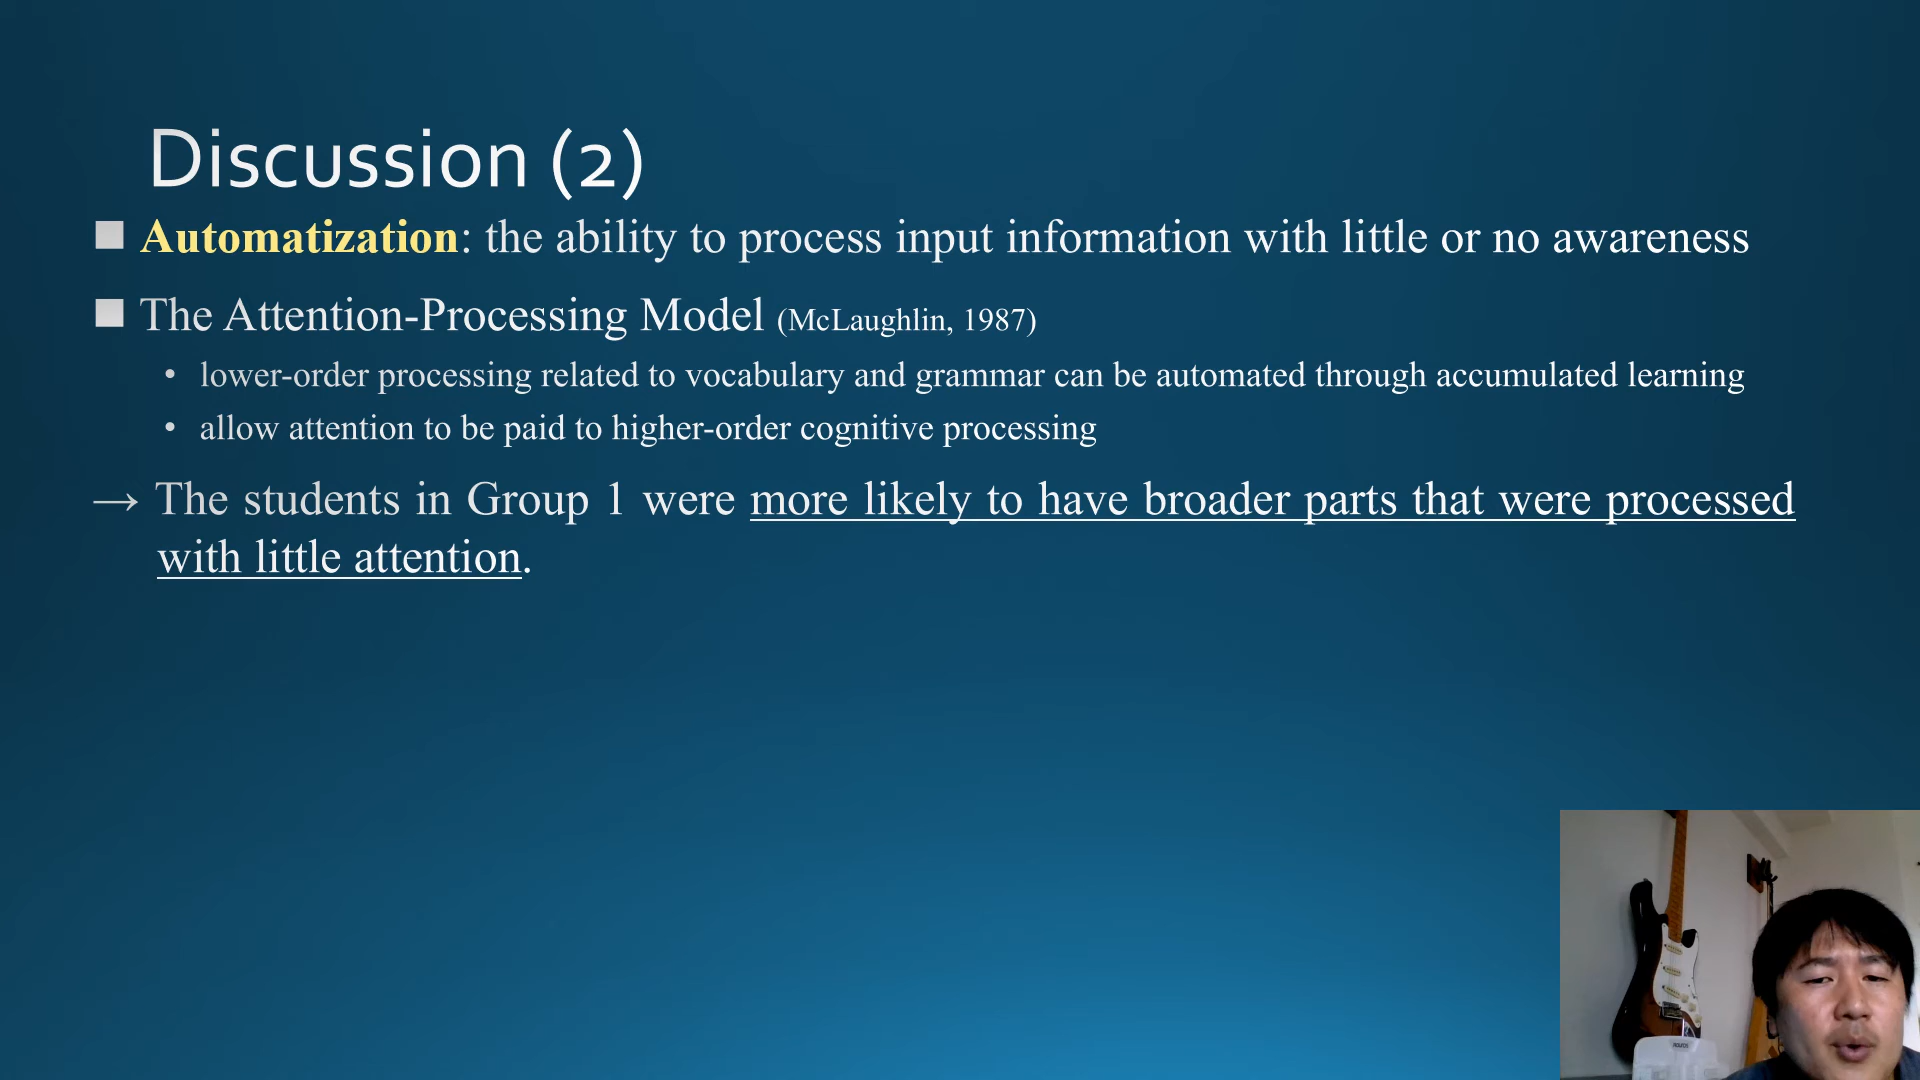 Discussion (2)
Automatization: the ability to process input information with little or no awareness
The Attention-Processing Model (McLaughlin, 1987)
• lower-order processing related to vocabulary and grammar can be automated through accumulated learning
• allow attention to be paid to higher-order cognitive processing
→ The students in Group 1 were more likely to have broader parts that were processed
with little attention.